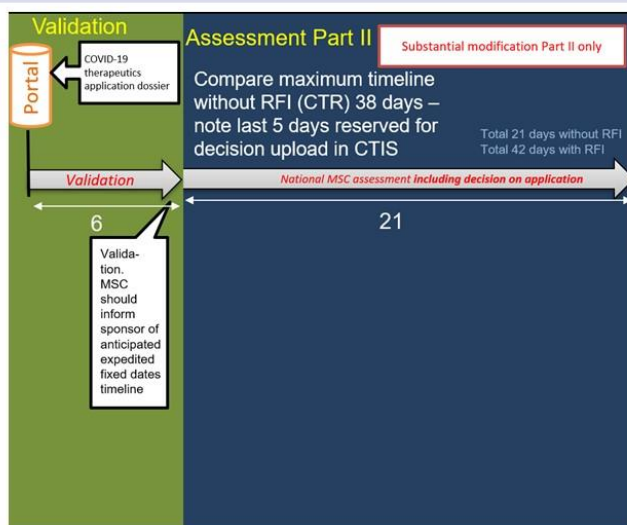 Validation
Portal
COVID-19
therapeutics
application dossier
Assessment Part II
Substantial modification Part II only
Compare maximum timeline
without RFI (CTR) 38 days –
note last 5 days reserved for
decision upload in CTIS
Total 21 days without RFI
Total 42 days with RFI
Validation
National MSC assessment including decision on application
6
21
Valida-
tion.
MSC
should
inform
sponsor of
anticipated
expedited
fixed dates
timeline